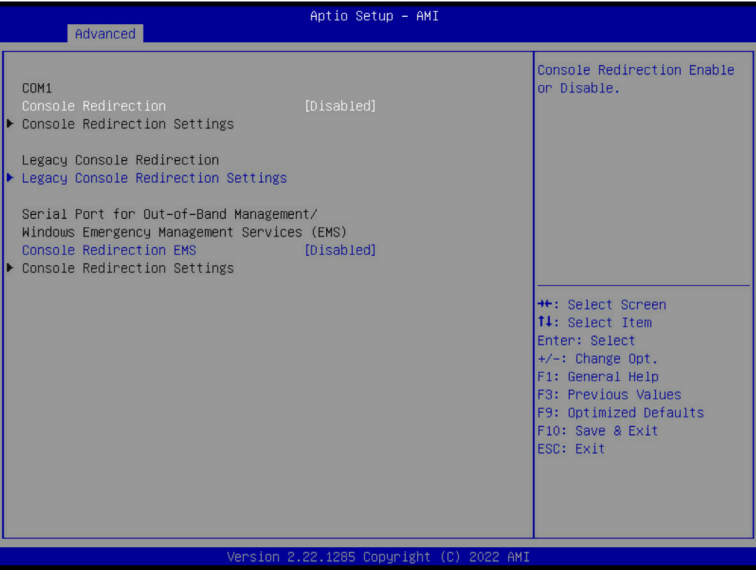 Aptio Setup – AMI
Advanced
COM1
Console Redirection [Disabled]
Console Redirection Settings
Legacy Console Redirection
Legacy Console Redirection Settings
Serial Port for Out-of-Band Management/
Windows Emergency Management Services (EMS)
Console Redirection EMS [Disabled]
Console Redirection Settings
Console Redirection Enable
or Disable.
→←: Select Screen
↑↓: Select Item
Enter: Select
+/-: Change Opt.
F1: General Help
F3: Previous Values
F9: Optimized Defaults
F10: Save & Exit
ESC: Exit
Version 2.22.1285 Copyright (C) 2022 AMI